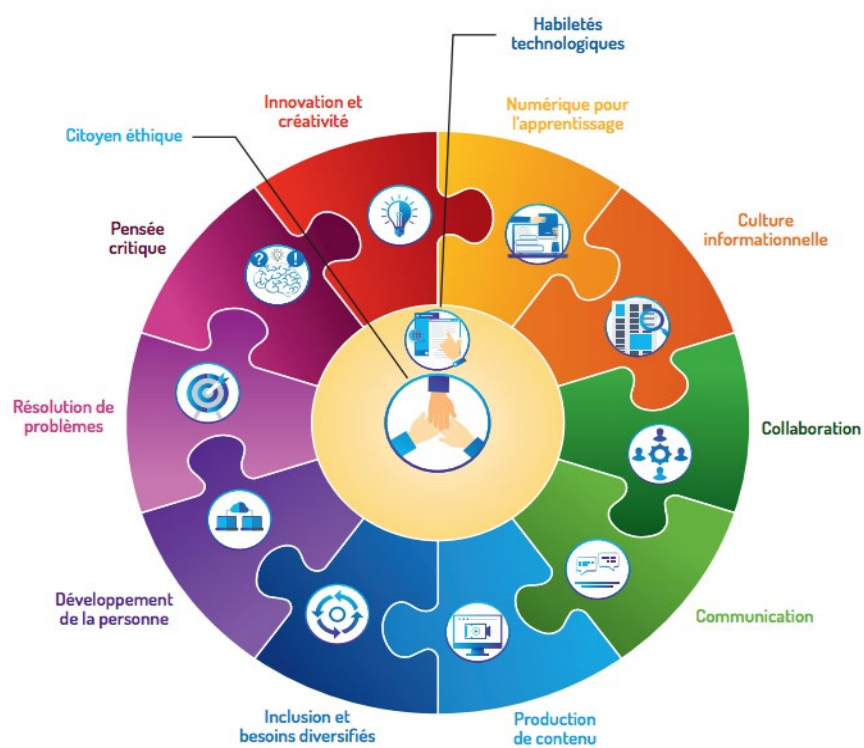 Habiletés
technologiques
Innovation et
créativité
Numérique pour
l'apprentissage
Citoyen éthique
Pensée
critique
Culture
informationnelle
Résolution de
problèmes
Collaboration
Développement
de la personne
Communication
Inclusion et
besoins diversifiés
Production
de contenu